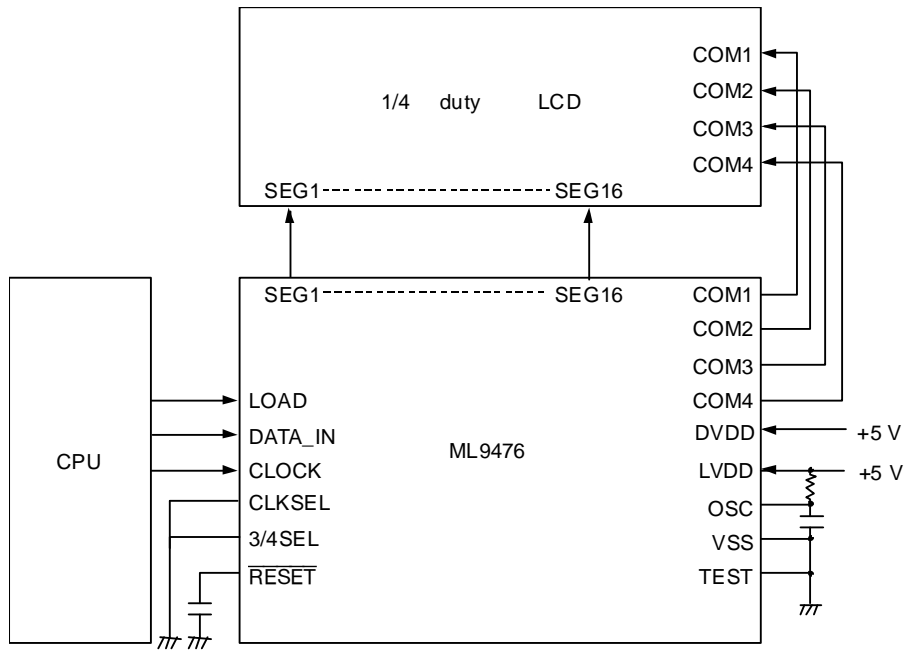 COM1
COM2
1/4 duty LCD
COM3
COM4
SEG1 SEG16
SEG1 SEG16
COM1
COM2
COM3
LOAD
COM4
DATA_IN
DVDD
+5 V
CPU
ML9476
CLOCK
LVDD
+5 V
CLKSEL
OSC
3/4SEL
VSS
RESET
TEST